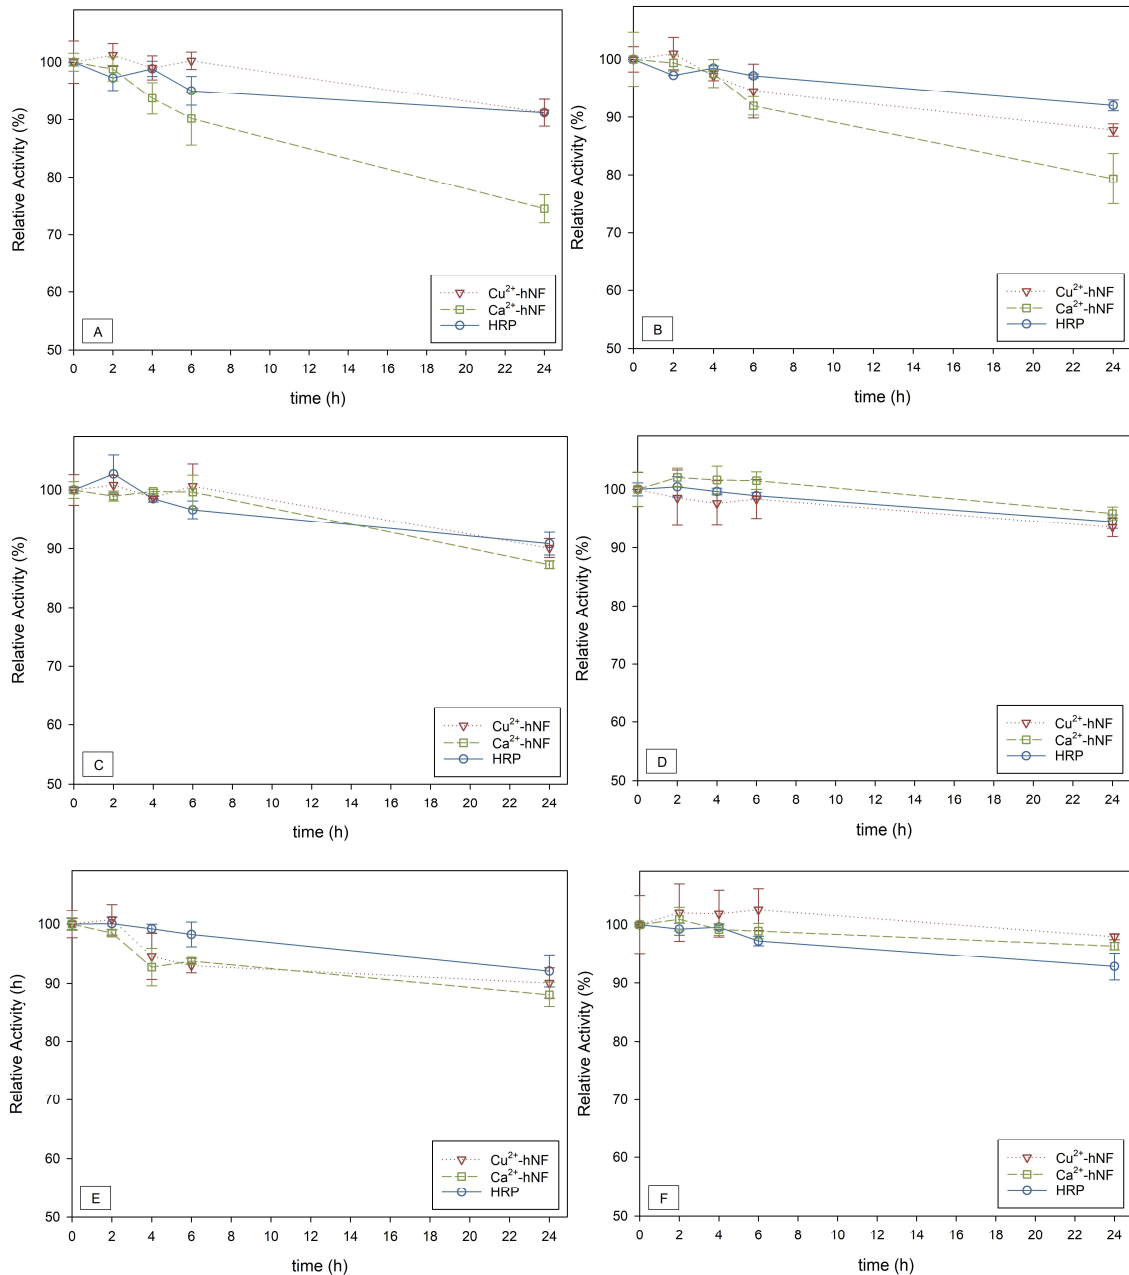 Relative Activity (%)
100
90
80
70
60
50
Cu2+-hNF
Ca2+-hNF
HRP
A
0 2 4 6 8 10 12 14 16 18 20 22 24
time (h)
Relative Activity (%)
100
90
80
70
60
50
Cu2+-hNF
Ca2+-hNF
HRP
B
0 2 4 6 8 10 12 14 16 18 20 22 24
time (h)
Relative Activity (%)
100
90
80
70
60
50
Cu2+-hNF
Ca2+-hNF
HRP
C
0 2 4 6 8 10 12 14 16 18 20 22 24
time (h)
Relative Activity (%)
100
90
80
70
60
50
Cu2+-hNF
Ca2+-hNF
HRP
D
0 2 4 6 8 10 12 14 16 18 20 22 24
time (h)
Relative Activity (h)
100
90
80
70
60
50
Cu2+-hNF
Ca2+-hNF
HRP
E
0 2 4 6 8 10 12 14 16 18 20 22 24
time (h)
Relative Activity (%)
100
90
80
70
60
50
Cu2+-hNF
Ca2+-hNF
HRP
F
0 2 4 6 8 10 12 14 16 18 20 22 24
time (h)